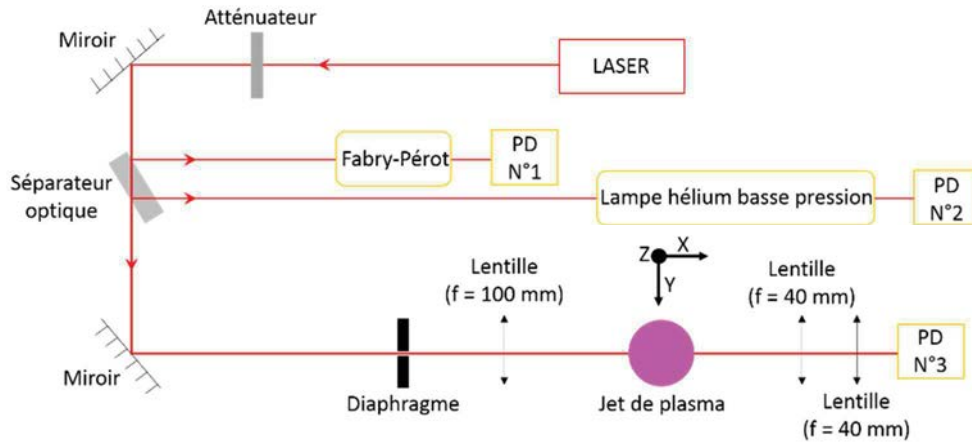 Atténuateur
Miroir
LASER
Fabry-Pérot
PD
N°1
Séparateur
optique
Lampe hélium basse pression
PD
N°2
Z
X
Y
Lentille
(f = 100 mm)
Lentille
(f = 40 mm)
PD
N°3
Miroir
Diaphragme
Jet de plasma
Lentille
(f = 40 mm)